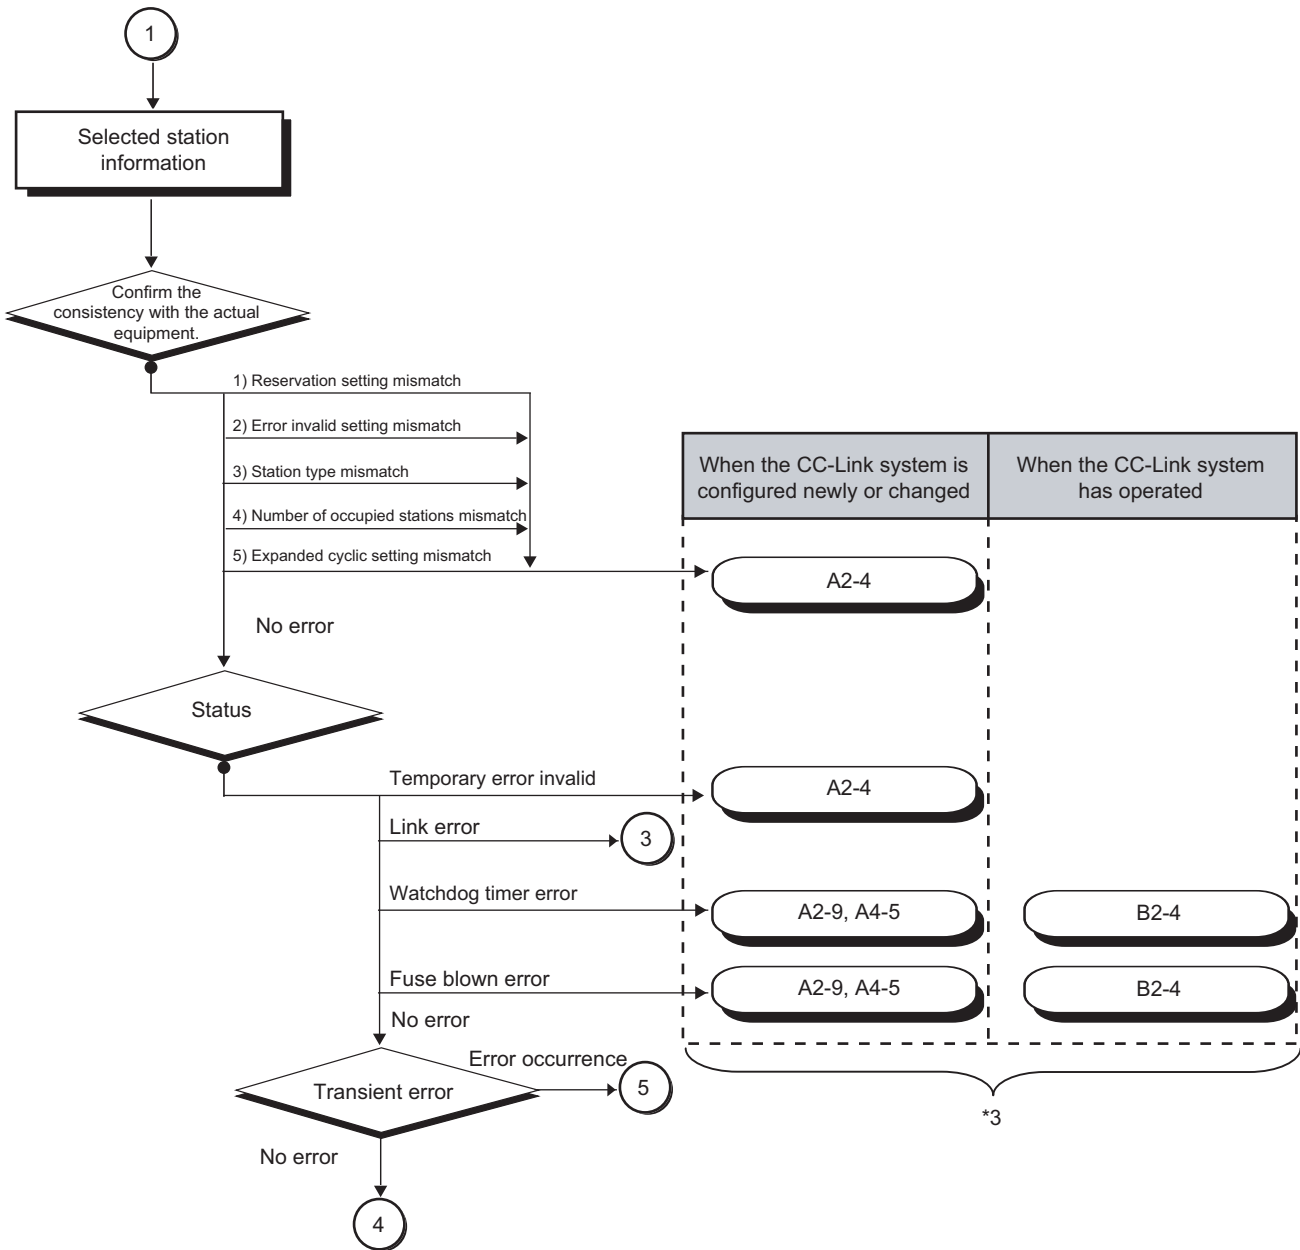 1
Selected station
information
Confirm the
consistency with the actual
equipment.
1) Reservation setting mismatch
2) Error invalid setting mismatch
3) Station type mismatch
4) Number of occupied stations mismatch
5) Expanded cyclic setting mismatch
When the CC-Link system is
configured newly or changed
When the CC-Link system
has operated
A2-4
No error
Status
Temporary error invalid
A2-4
Link error
3
Watchdog timer error
A2-9, A4-5
B2-4
Fuse blown error
A2-9, A4-5
B2-4
No error
Error occurrence
Transient error
5
*3
No error
4